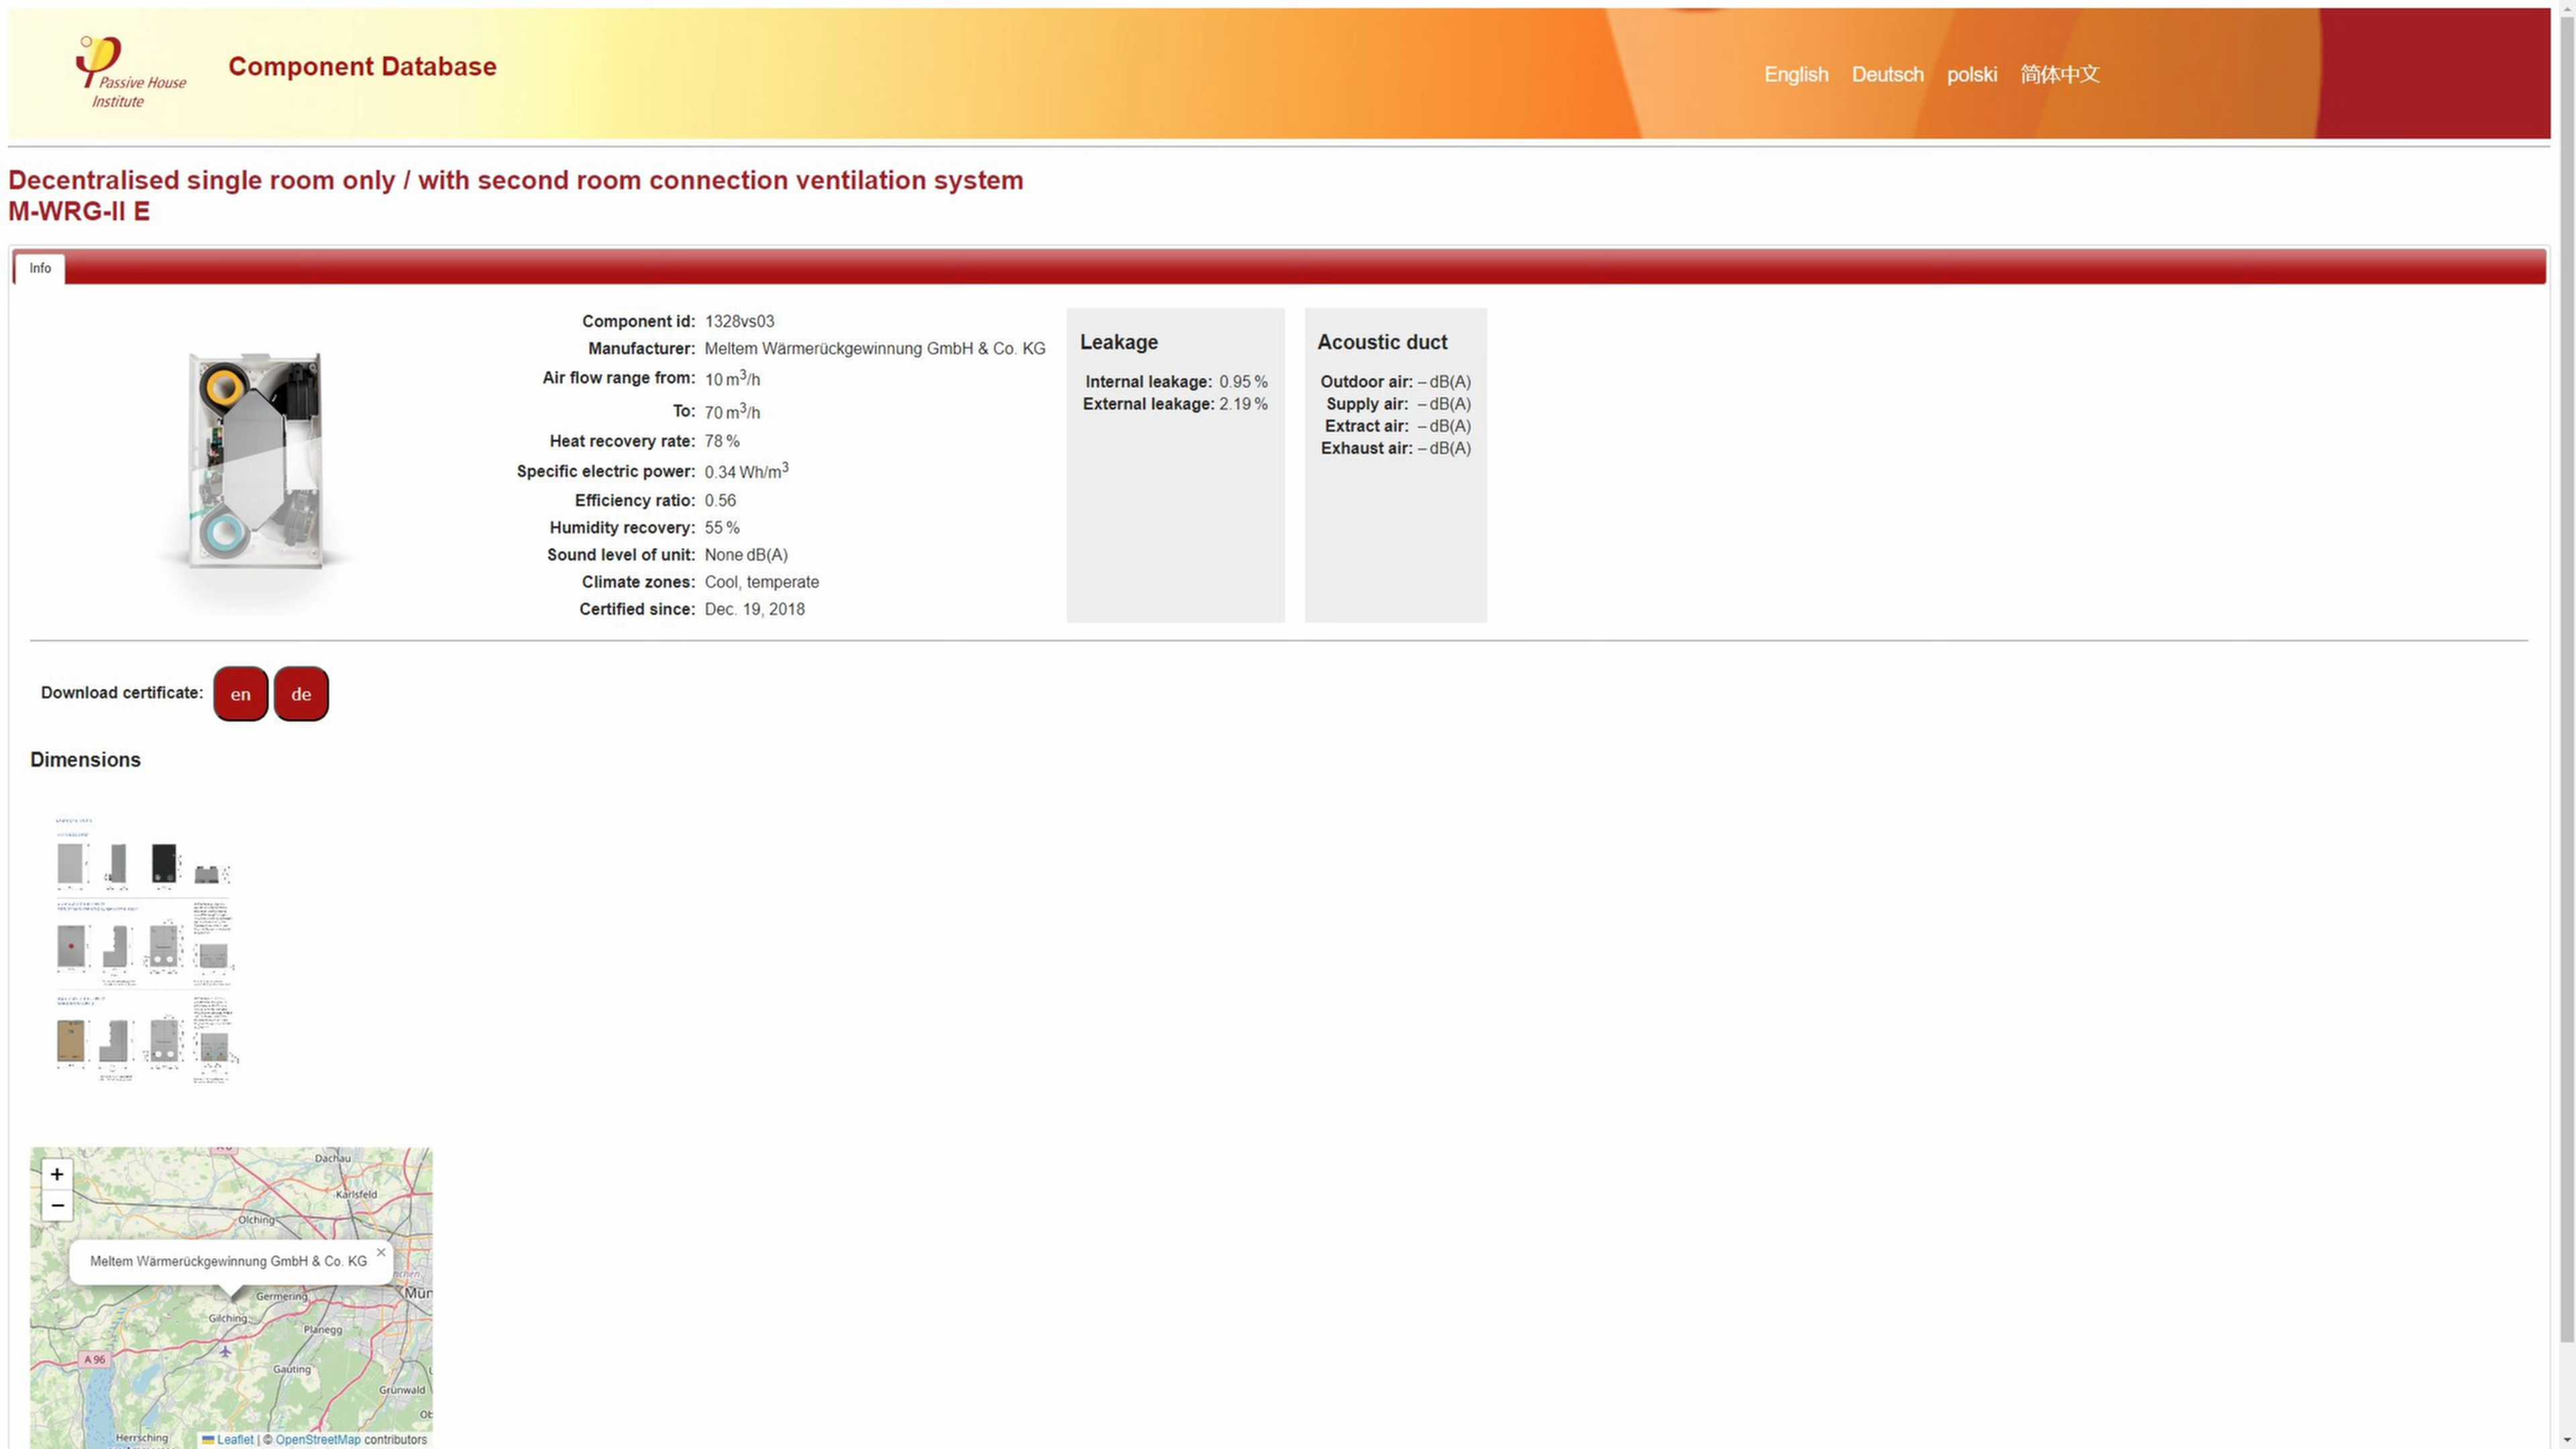 Passive House
Institute
Component Database
English Deutsch polski 简体中文
Decentralised single room only / with second room connection ventilation system
M-WRG-II E
Info
Component id: 1328vs03
Manufacturer: Meltem Wärmerückgewinnung GmbH & Co. KG
Air flow range from: 10 m³/h
To: 70 m³/h
Heat recovery rate: 78 %
Specific electric power: 0.34 Wh/m³
Efficiency ratio: 0.56
Humidity recovery: 55 %
Sound level of unit: None dB(A)
Climate zones: Cool, temperate
Certified since: Dec. 19, 2018
Leakage
Internal leakage: 0.95 %
External leakage: 2.19 %
Acoustic duct
Outdoor air: – dB(A)
Supply air: – dB(A)
Extract air: – dB(A)
Exhaust air: – dB(A)
Download certificate: en de
Dimensions
+
−
Dachau
Karlsfeld
Olching
Meltem Wärmerückgewinnung GmbH & Co. KG ×
Germering
Mün
Gilching
Planegg
A 96
Gauting
Grünwald
Herrsching
Leaflet | © OpenStreetMap contributors